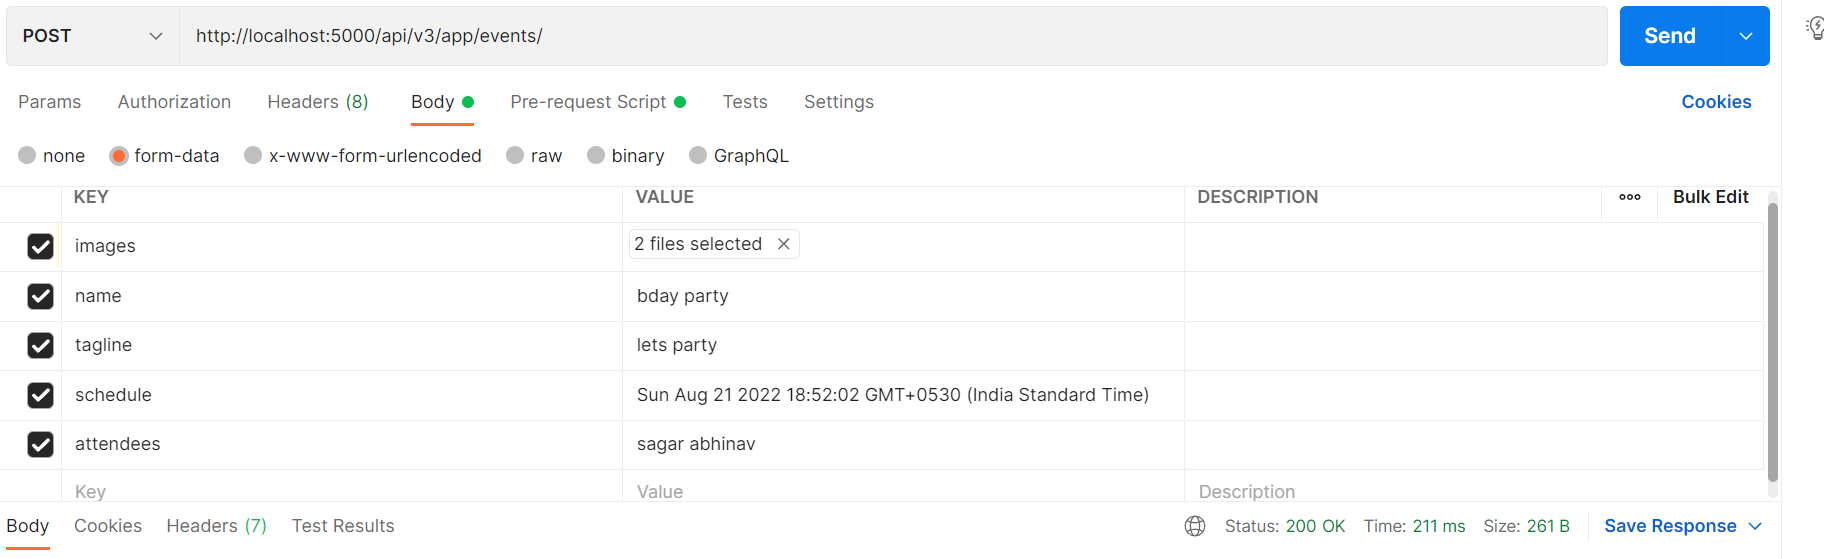 POST http://localhost:5000/api/v3/app/events/ Send
Params Authorization Headers (8) Body Pre-request Script Tests Settings Cookies
none form-data x-www-form-urlencoded raw binary GraphQL
KEY VALUE DESCRIPTION Bulk Edit
images 2 files selected
name bday party
tagline lets party
schedule Sun Aug 21 2022 18:52:02 GMT+0530 (India Standard Time)
attendees sagar abhinav
Key Value Description
Body Cookies Headers (7) Test Results Status: 200 OK Time: 211 ms Size: 261 B Save Response